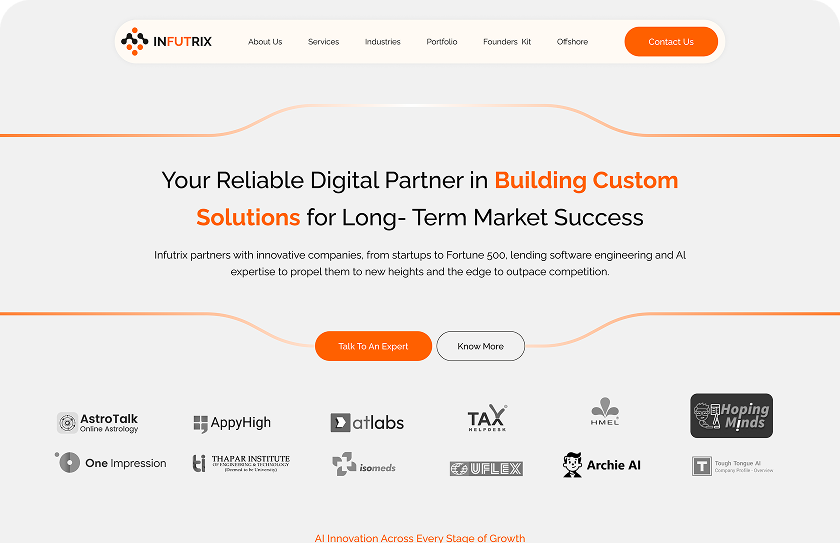 INFUTRIX
About Us
Services
Industries
Portfolio
Founders Kit
Offshore
Contact Us
Your Reliable Digital Partner in Building Custom
Solutions for Long- Term Market Success
Infutrix partners with innovative companies, from startups to Fortune 500, lending software engineering and AI
expertise to propel them to new heights and the edge to outpace competition.
Talk To An Expert
Know More
AstroTalk
Online Astrology
AppyHigh
atlabs
TAX
HELPDESK
HMEL
Hoping
Minds
One Impression
ti
THAPAR INSTITUTE
OF ENGINEERING & TECHNOLOGY
(Deemed to be University)
isomeds
UFLEX
Archie AI
T
Tough Tongue AI
Company Profile - Overview
AI Innovation Across Every Stage of Growth